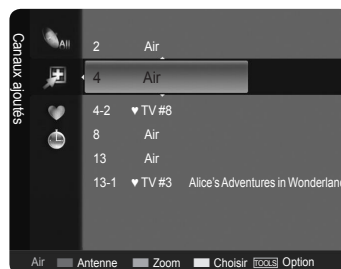 Canaux ajoutés
All
2 Air
4 Air
4-2 ♥ TV #8
8 Air
13 Air
13-1 ♥ TV #3 Alice's Adventures in Wonderlan
Air Antenne Zoom Choisir TOOLS Option